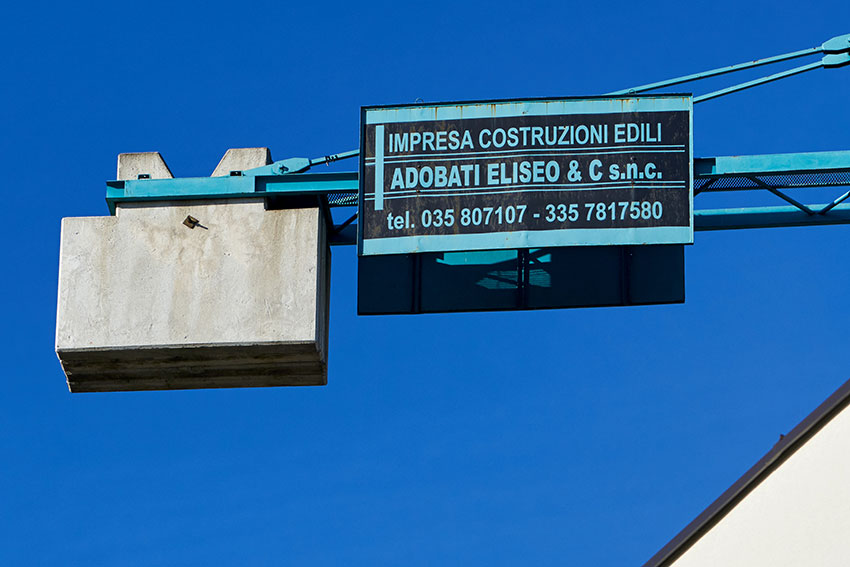 IMPRESA COSTRUZIONI EDILI
ADOBATI ELISEO & C s.n.c.
tel. 035 807107 - 335 7817580